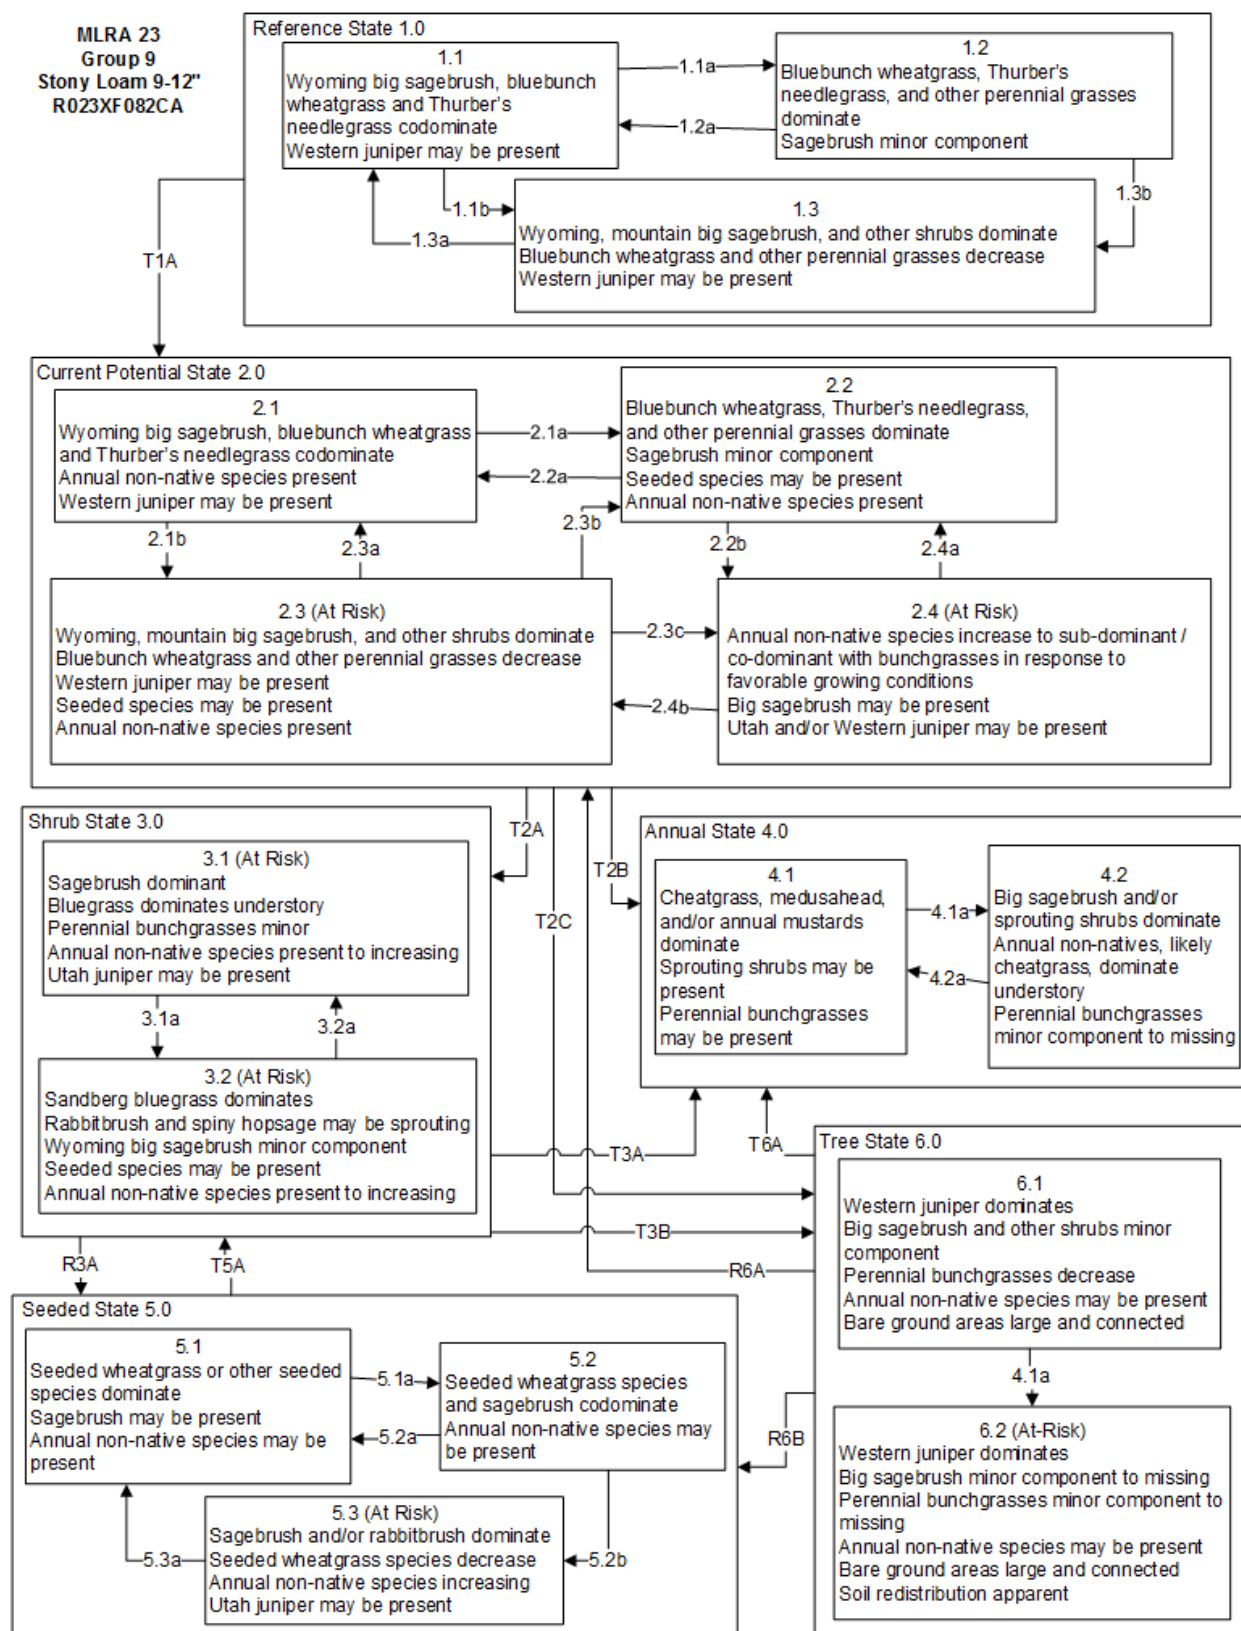 MLRA 23
Group 9
Stony Loam 9-12"
R023XF082CA
Reference State 1.0
1.1
Wyoming big sagebrush, bluebunch
wheatgrass and Thurber's
needlegrass codominate
Western juniper may be present
1.1a
1.2a
1.2
Bluebunch wheatgrass, Thurber's
needlegrass, and other perennial grasses
dominate
Sagebrush minor component
1.1b
1.3a
1.3b
1.3
Wyoming, mountain big sagebrush, and other shrubs dominate
Bluebunch wheatgrass and other perennial grasses decrease
Western juniper may be present
T1A
Current Potential State 2.0
2.1
Wyoming big sagebrush, bluebunch wheatgrass
and Thurber's needlegrass codominate
Annual non-native species present
Western juniper may be present
2.1a
2.2a
2.2
Bluebunch wheatgrass, Thurber's needlegrass,
and other perennial grasses dominate
Sagebrush minor component
Seeded species may be present
Annual non-native species present
2.1b
2.3a
2.3b
2.2b
2.4a
2.3 (At Risk)
Wyoming, mountain big sagebrush, and other shrubs dominate
Bluebunch wheatgrass and other perennial grasses decrease
Western juniper may be present
Seeded species may be present
Annual non-native species present
2.3c
2.4b
2.4 (At Risk)
Annual non-native species increase to sub-dominant /
co-dominant with bunchgrasses in response to
favorable growing conditions
Big sagebrush may be present
Utah and/or Western juniper may be present
T2A
T2C
T2B
Shrub State 3.0
3.1 (At Risk)
Sagebrush dominant
Bluegrass dominates understory
Perennial bunchgrasses minor
Annual non-native species present to increasing
Utah juniper may be present
3.1a
3.2a
3.2 (At Risk)
Sandberg bluegrass dominates
Rabbitbrush and spiny hopsage may be sprouting
Wyoming big sagebrush minor component
Seeded species may be present
Annual non-native species present to increasing
Annual State 4.0
4.1
Cheatgrass, medusahead,
and/or annual mustards
dominate
Sprouting shrubs may be
present
Perennial bunchgrasses
may be present
4.1a
4.2a
4.2
Big sagebrush and/or
sprouting shrubs dominate
Annual non-natives, likely
cheatgrass, dominate
understory
Perennial bunchgrasses
minor component to missing
T3A
T6A
T3B
R6A
R3A
T5A
Tree State 6.0
6.1
Western juniper dominates
Big sagebrush and other shrubs minor
component
Perennial bunchgrasses decrease
Annual non-native species may be present
Bare ground areas large and connected
4.1a
6.2 (At-Risk)
Western juniper dominates
Big sagebrush minor component to missing
Perennial bunchgrasses minor component to
missing
Annual non-native species may be present
Bare ground areas large and connected
Soil redistribution apparent
R6B
Seeded State 5.0
5.1
Seeded wheatgrass or other seeded
species dominate
Sagebrush may be present
Annual non-native species may be
present
5.1a
5.2a
5.2
Seeded wheatgrass species
and sagebrush codominate
Annual non-native species may
be present
5.3a
5.2b
5.3 (At Risk)
Sagebrush and/or rabbitbrush dominate
Seeded wheatgrass species decrease
Annual non-native species increasing
Utah juniper may be present